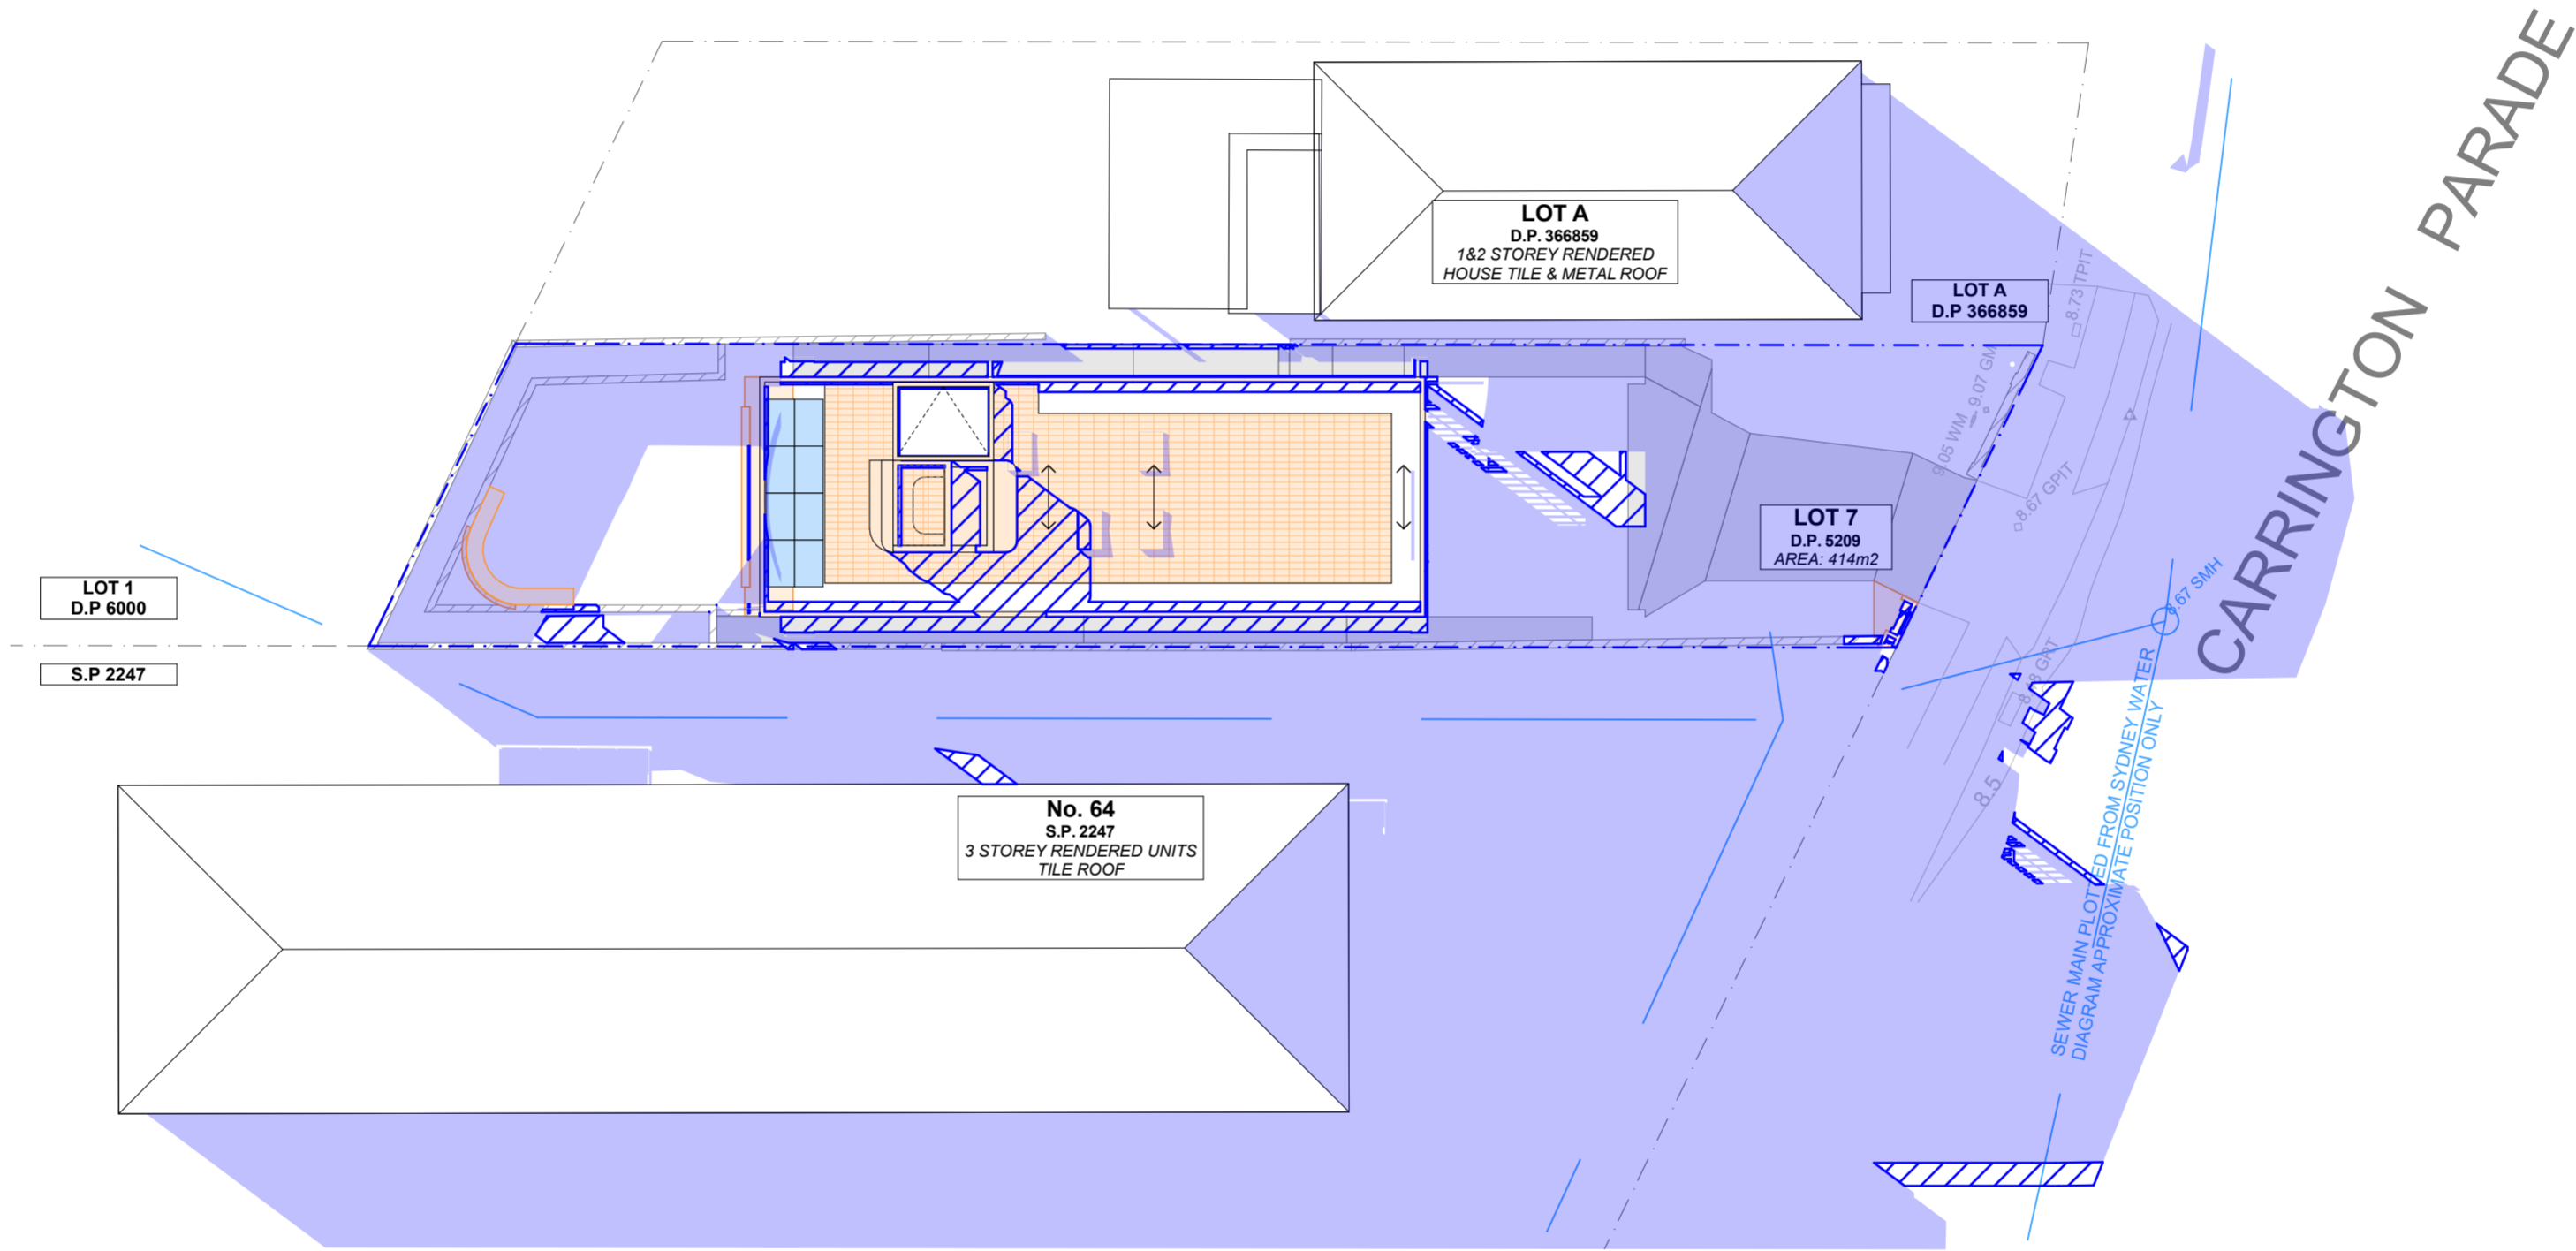 CARRINGTON PARADE
LOT A
D.P. 366859
1&2 STOREY RENDERED
HOUSE TILE & METAL ROOF
LOT A
D.P 366859
8.73 TPIT
9.05 WM
9.07 GM
8.67 GPIT
LOT 7
D.P. 5209
AREA: 414m2
LOT 1
D.P 6000
S.P 2247
8.67 SMH
8.48 GPIT
8.5
SEWER MAIN PLOTTED FROM SYDNEY WATER
DIAGRAM APPROXIMATE POSITION ONLY
No. 64
S.P. 2247
3 STOREY RENDERED UNITS
TILE ROOF